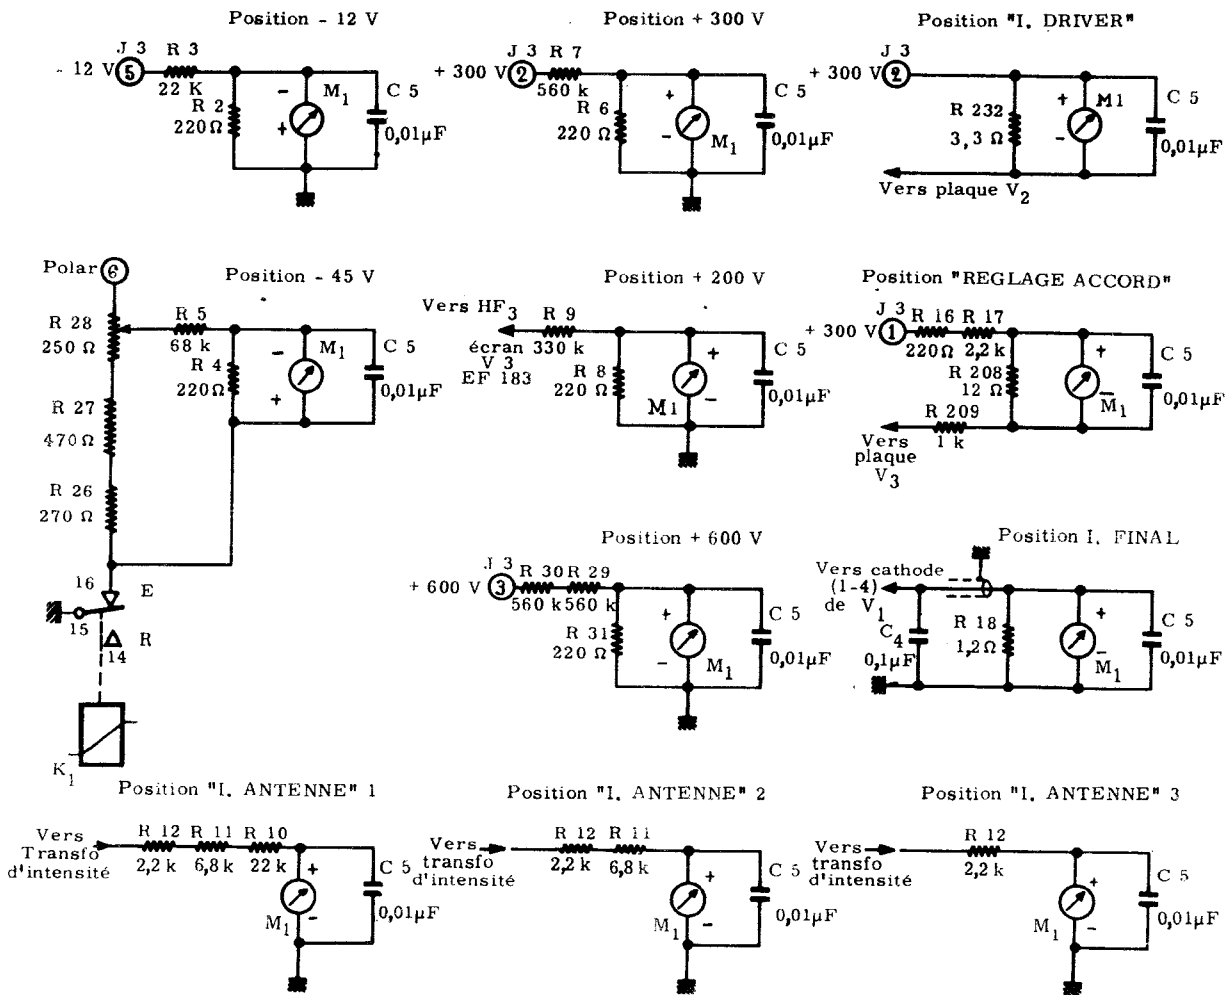 Position - 12 V
J 3
R 3
- 12 V
5
22 K
R 2
220Ω
-
+
M1
C 5
0,01µF
Position + 300 V
J 3
R 7
+ 300 V
2
560 k
R 6
220 Ω
+
-
M1
C 5
0,01µF
Position "I. DRIVER"
J 3
+ 300 V
2
R 232
3,3 Ω
+
-
M1
C 5
0,01µF
Vers plaque V2
Polar
6
Position - 45 V
R 28
250 Ω
R 5
68 k
R 4
220Ω
-
+
M1
C 5
0,01µF
R 27
470Ω
R 26
270 Ω
16
E
15
R
14
K1
Position + 200 V
Vers HF3
R 9
écran
330 k
V 3
EF 183
R 8
220 Ω
+
-
M1
C 5
0,01µF
Position "REGLAGE ACCORD"
J 3
R 16
R 17
+ 300 V
1
220Ω
2,2 k
R 208
12 Ω
+
-
M1
C 5
0,01µF
R 209
1 k
Vers
plaque
V3
Position + 600 V
J 3
R 30
R 29
+ 600 V
3
560 k
560 k
R 31
220 Ω
+
-
M1
C 5
0,01µF
Position I. FINAL
Vers cathode
(1-4)
de V1
C4
0,1µF
R 18
1,2Ω
+
-
M1
C 5
0,01µF
Position "I. ANTENNE" 1
Vers
Transfo
d'intensité
R 12
R 11
R 10
2,2 k
6,8 k
22 k
+
-
M1
C 5
0,01µF
Position "I. ANTENNE" 2
Vers
transfo
d'intensité
R 12
R 11
2,2 k
6,8 k
+
-
M1
C 5
0,01µF
Position "I. ANTENNE" 3
Vers
transfo
d'intensité
R 12
2,2 k
+
-
M1
C 5
0,01µF